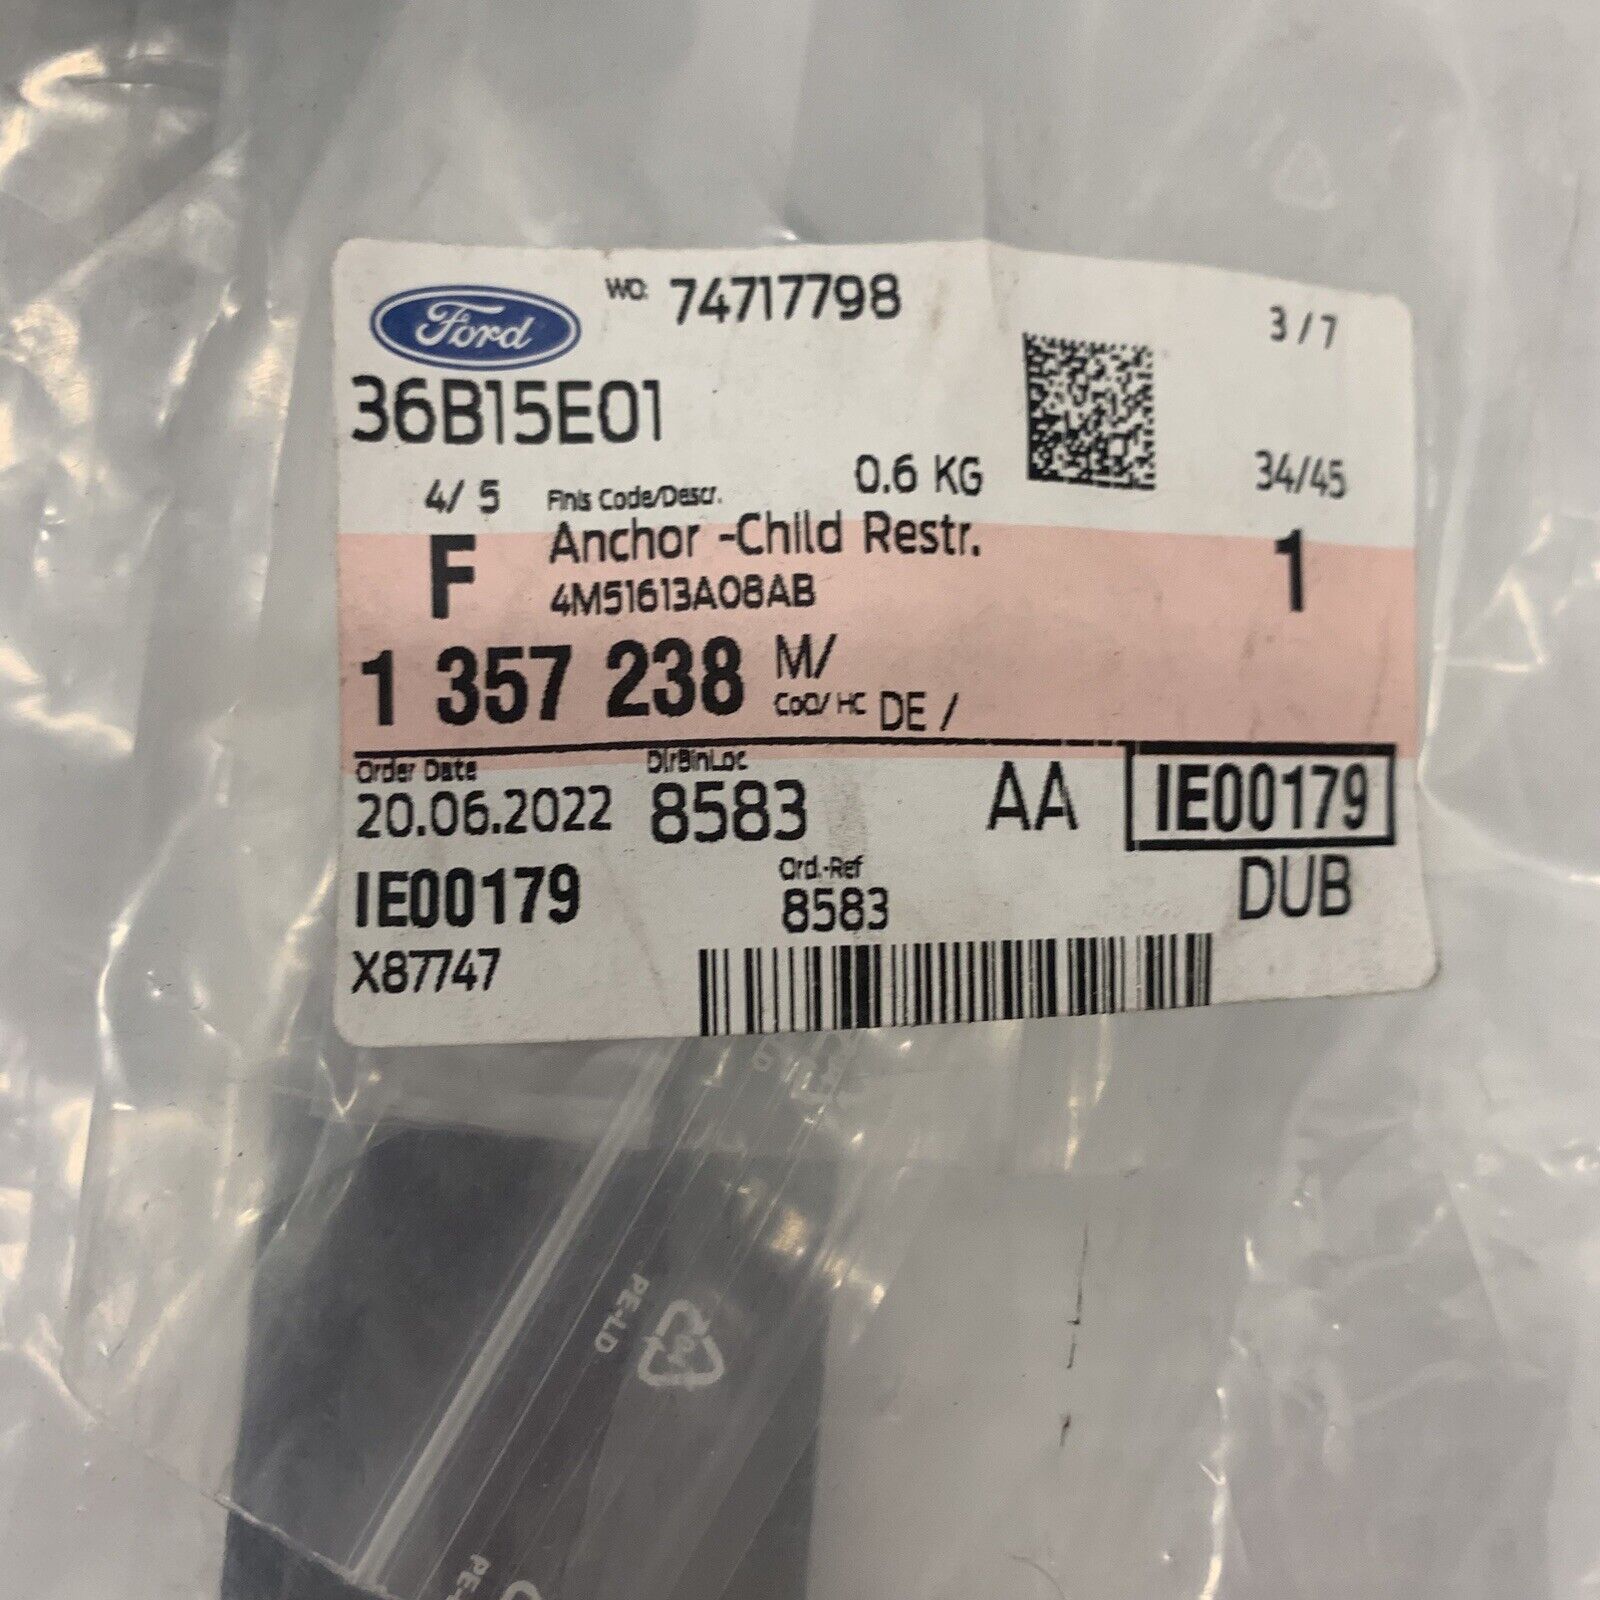 Ford
WO: 74717798
3 / 7
36B15E01
4/ 5 Finis Code/Descr. 0.6 KG
34/45
F Anchor -Child Restr. 1
4M51613A08AB
1 357 238 M/
CoO/ HC DE /
Order Date DlrBinLoc
20.06.2022 8583 AA IE00179
IE00179 Ord.-Ref DUB
8583
X87747
PE-LD
04